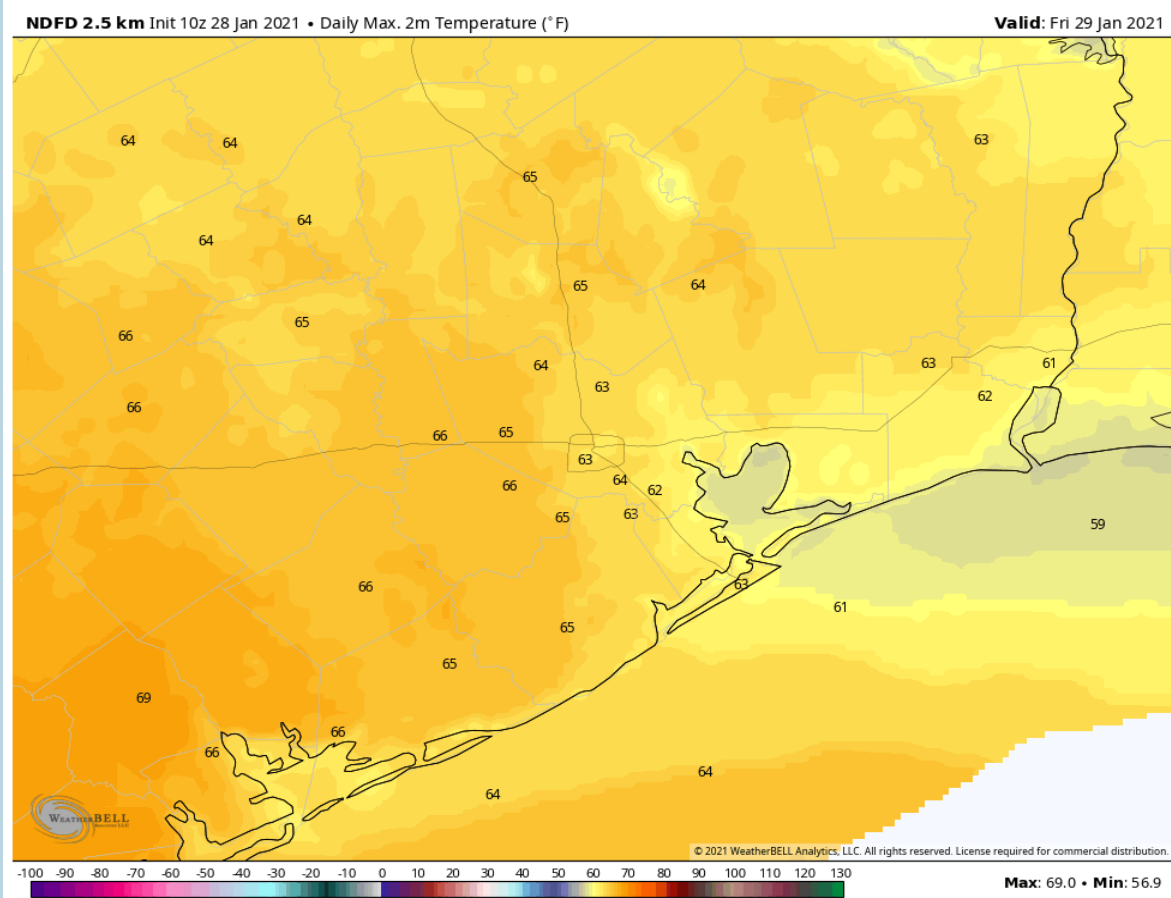 NDFD 2.5 km Init 10z 28 Jan 2021 • Daily Max. 2m Temperature (°F)
Valid: Fri 29 Jan 2021
64 64 63
65
64
64
65 64
66 65
64 63 61
63
62
66
66 65
63
66 64 62
65 63
59
66 63
61
65
65
69
66
66
64
64
WEATHERBELL
© 2021 WeatherBELL Analytics, LLC. All rights reserved. License required for commercial distribution.
-100 -90 -80 -70 -60 -50 -40 -30 -20 -10 0 10 20 30 40 50 60 70 80 90 100 110 120 130
Max: 69.0 • Min: 56.9